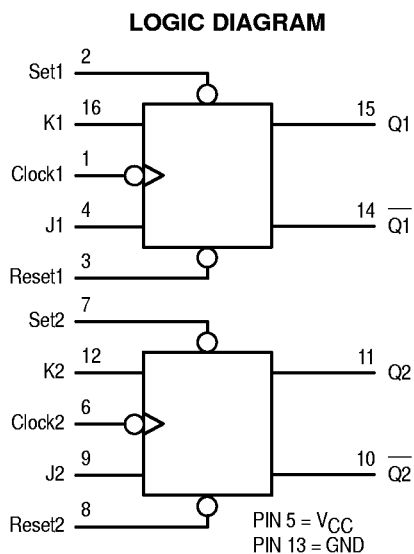 LOGIC DIAGRAM
Set1 2
K1 16 15 Q1
Clock1 1
J1 4 14 Q1
Reset1 3
Set2 7
K2 12 11 Q2
Clock2 6
J2 9 10 Q2
Reset2 8
PIN 5 = VCC
PIN 13 = GND